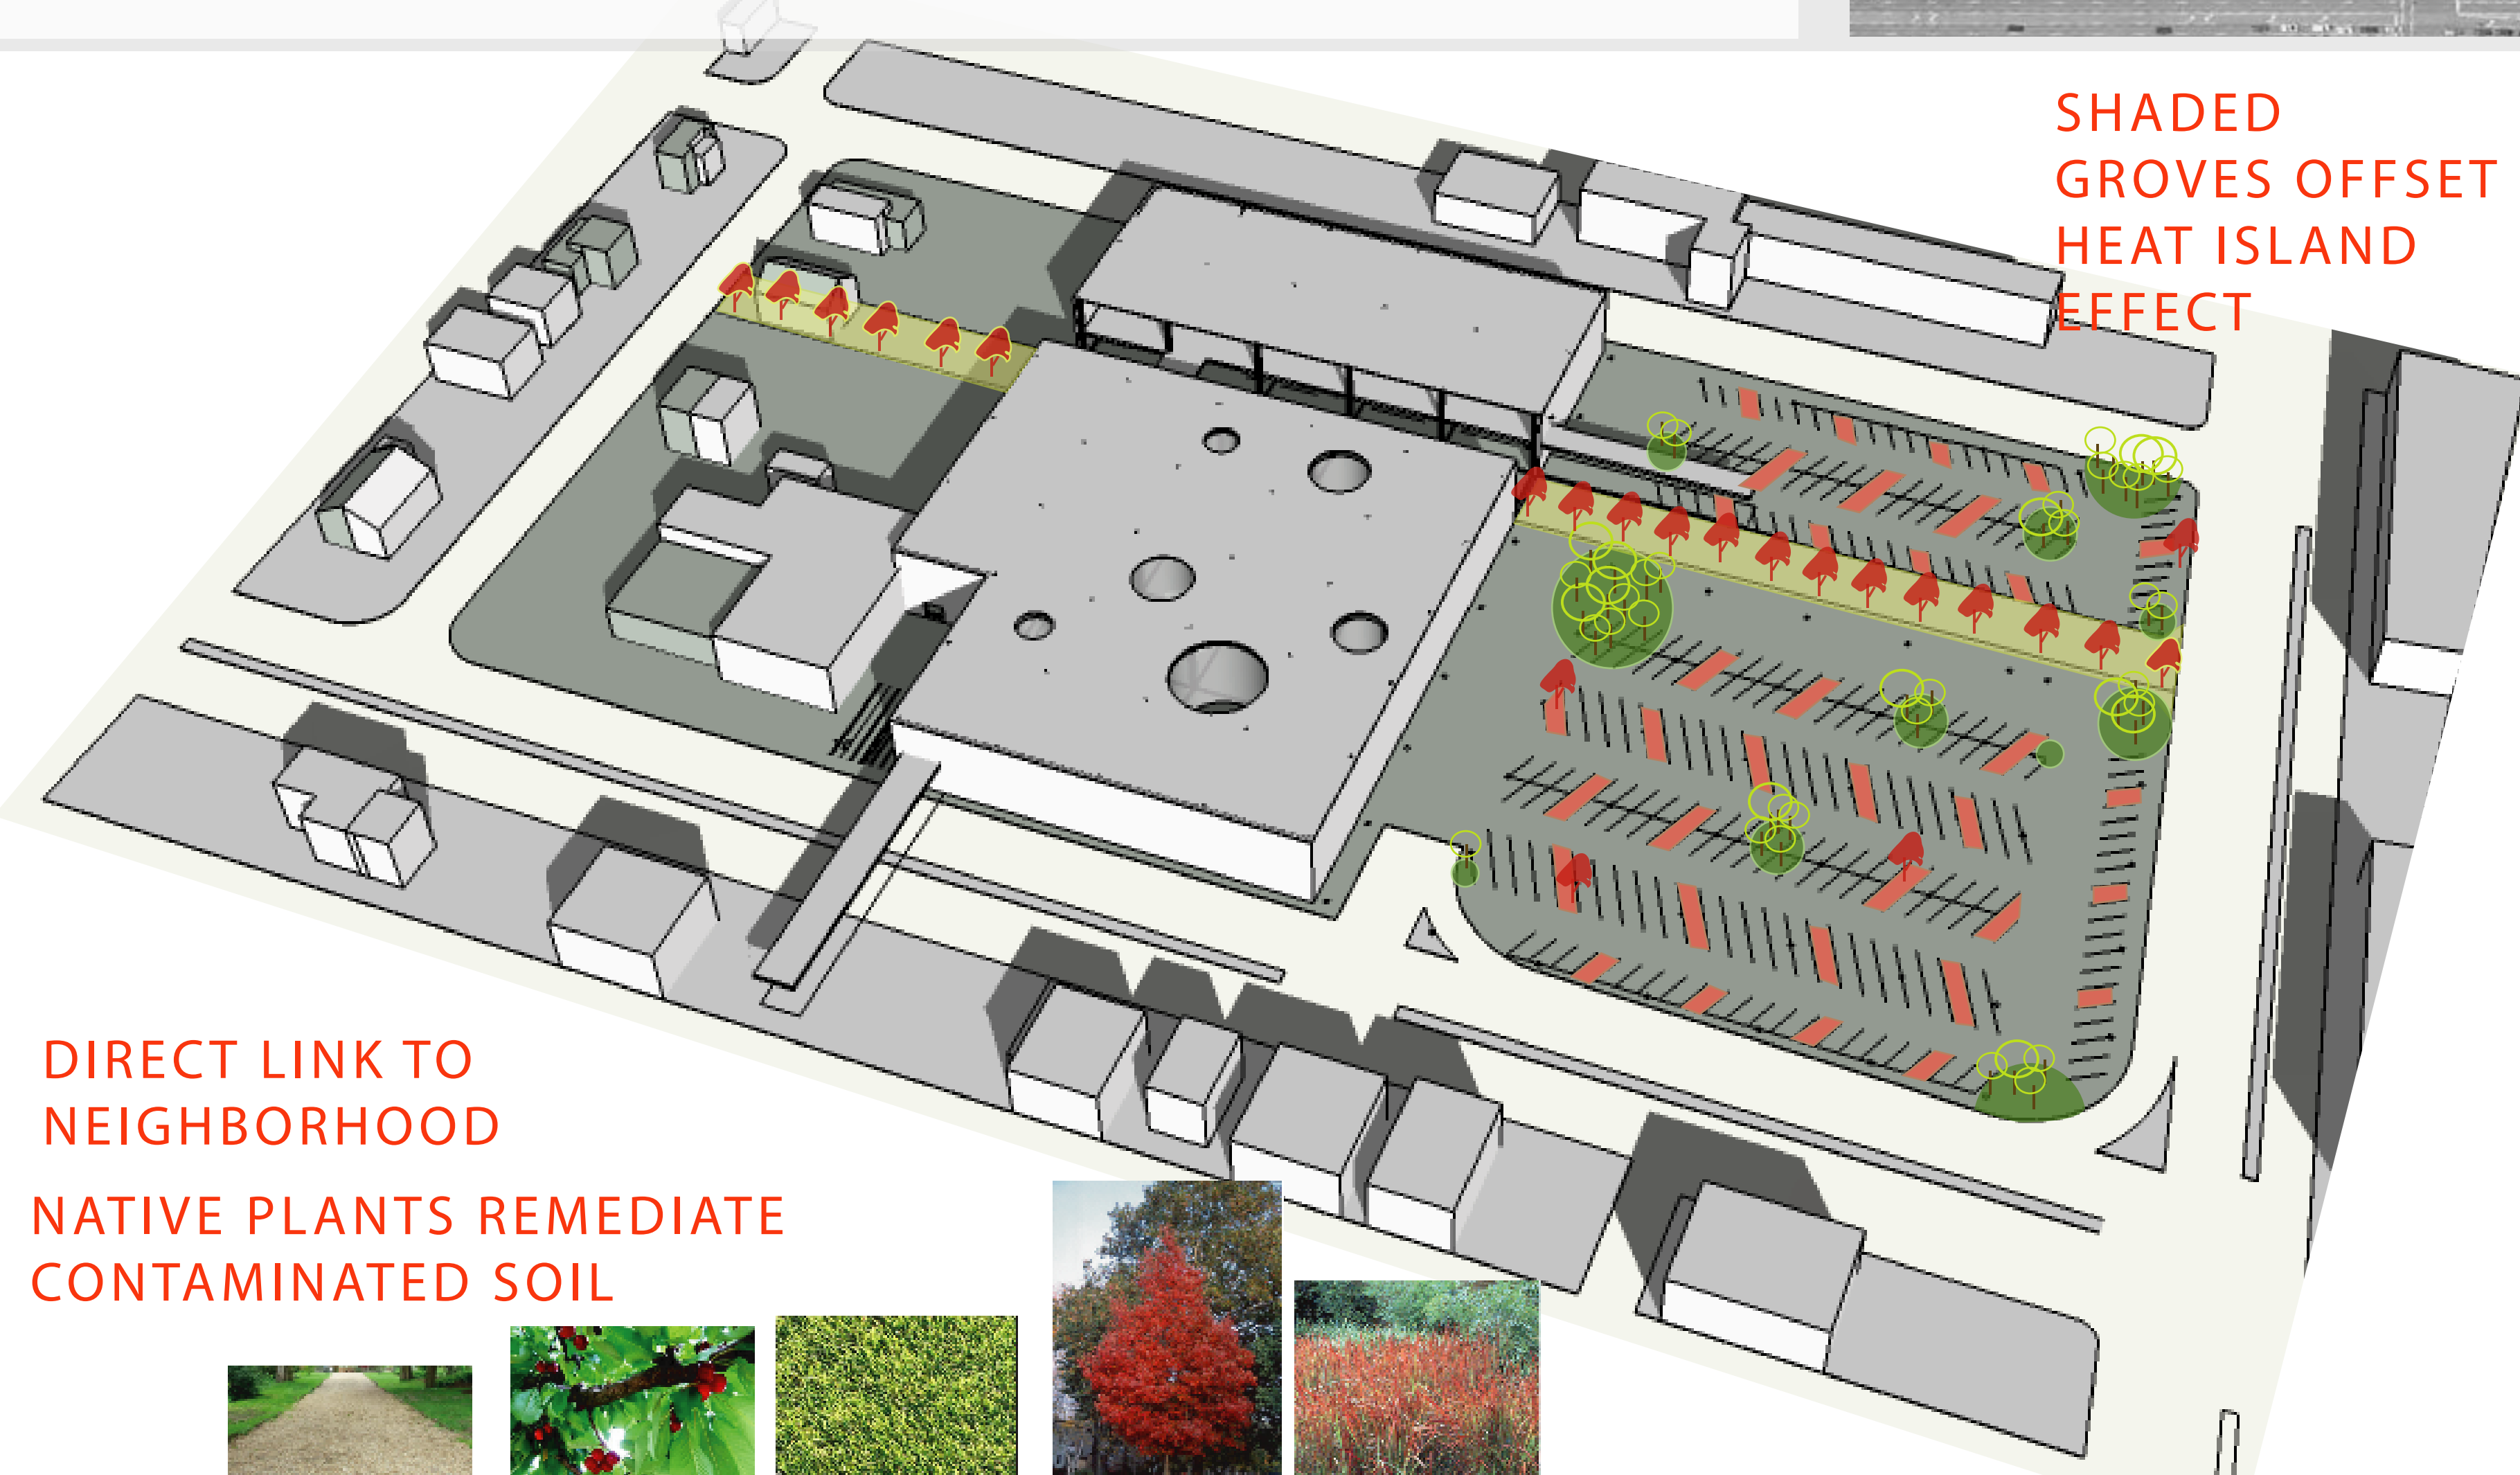 SHADED
GROVES OFFSET
HEAT ISLAND
EFFECT
DIRECT LINK TO
NEIGHBORHOOD
NATIVE PLANTS REMEDIATE
CONTAMINATED SOIL